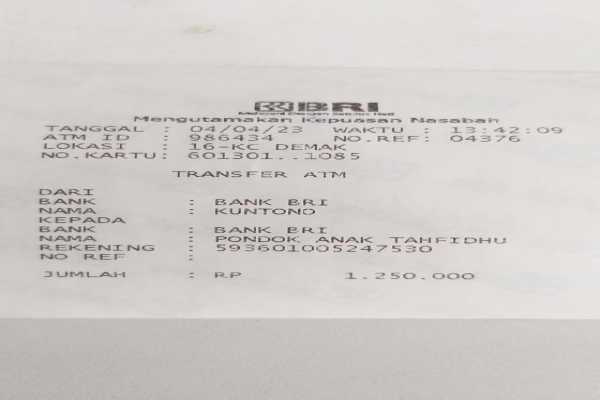 BRI
Melayani Dengan Setulus Hati
Mengutamakan Kepuasan Nasabah
TANGGAL : 04/04/23 WAKTU : 13:42:09
ATM ID : 986434 NO.REF: 04376
LOKASI : 16-KC DEMAK
NO.KARTU: 601301..1085
TRANSFER ATM
DARI
BANK : BANK BRI
NAMA : KUNTONO
KEPADA
BANK : BANK BRI
NAMA : PONDOK ANAK TAHFIDHU
REKENING : 593601005247530
NO REF :
JUMLAH : RP 1.250.000